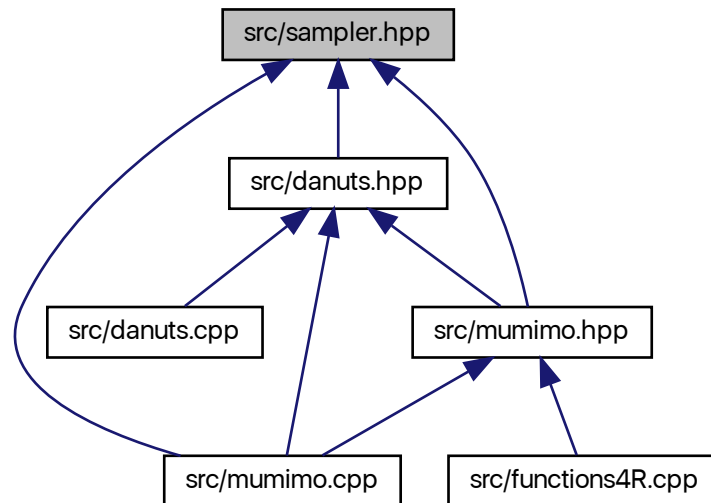 src/sampler.hpp
src/danuts.hpp
src/danuts.cpp
src/mumimo.hpp
src/mumimo.cpp
src/functions4R.cpp